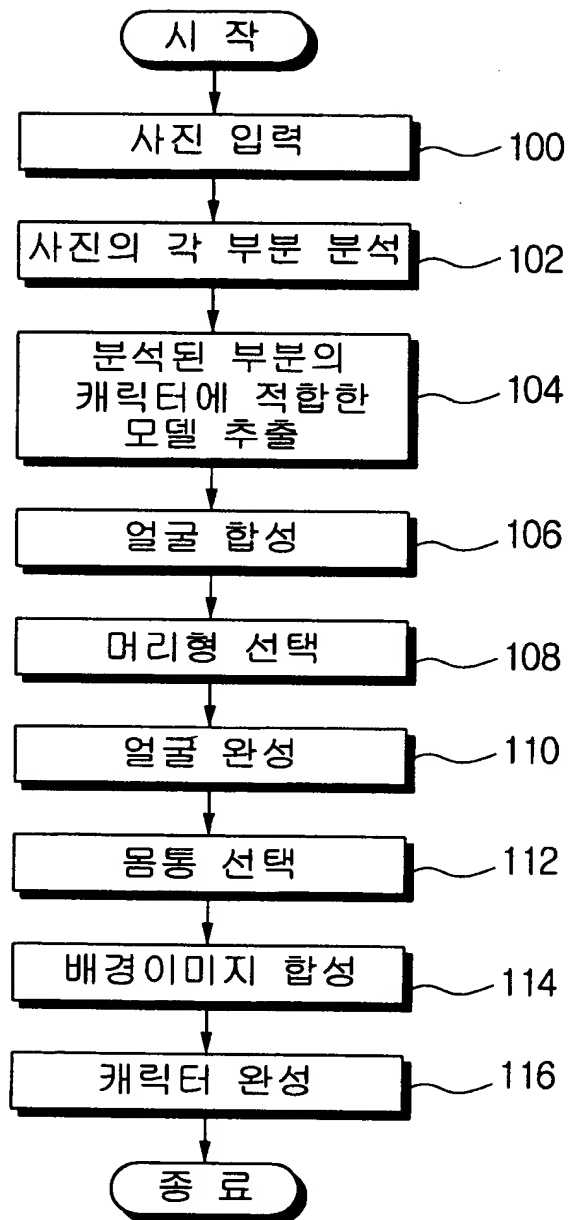 시 작
사진 입력
100
사진의 각 부분 분석
102
분석된 부분의
캐릭터에 적합한
모델 추출
104
얼굴 합성
106
머리형 선택
108
얼굴 완성
110
몸통 선택
112
배경이미지 합성
114
캐릭터 완성
116
종 료